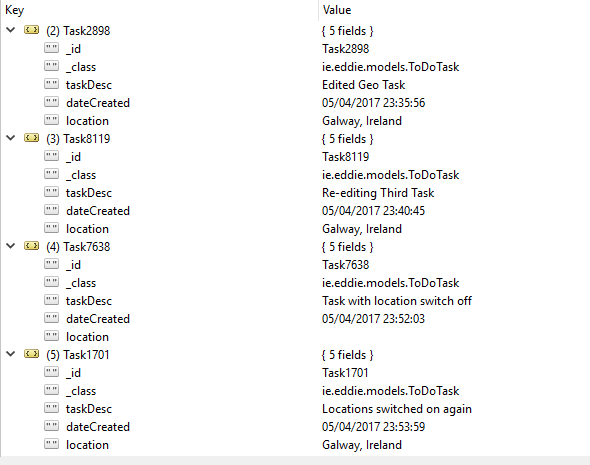 Key Value
(2) Task2898 { 5 fields }
_id Task2898
_class ie.eddie.models.ToDoTask
taskDesc Edited Geo Task
dateCreated 05/04/2017 23:35:56
location Galway, Ireland
(3) Task8119 { 5 fields }
_id Task8119
_class ie.eddie.models.ToDoTask
taskDesc Re-editing Third Task
dateCreated 05/04/2017 23:40:45
location Galway, Ireland
(4) Task7638 { 5 fields }
_id Task7638
_class ie.eddie.models.ToDoTask
taskDesc Task with location switch off
dateCreated 05/04/2017 23:52:03
location
(5) Task1701 { 5 fields }
_id Task1701
_class ie.eddie.models.ToDoTask
taskDesc Locations switched on again
dateCreated 05/04/2017 23:53:59
location Galway, Ireland